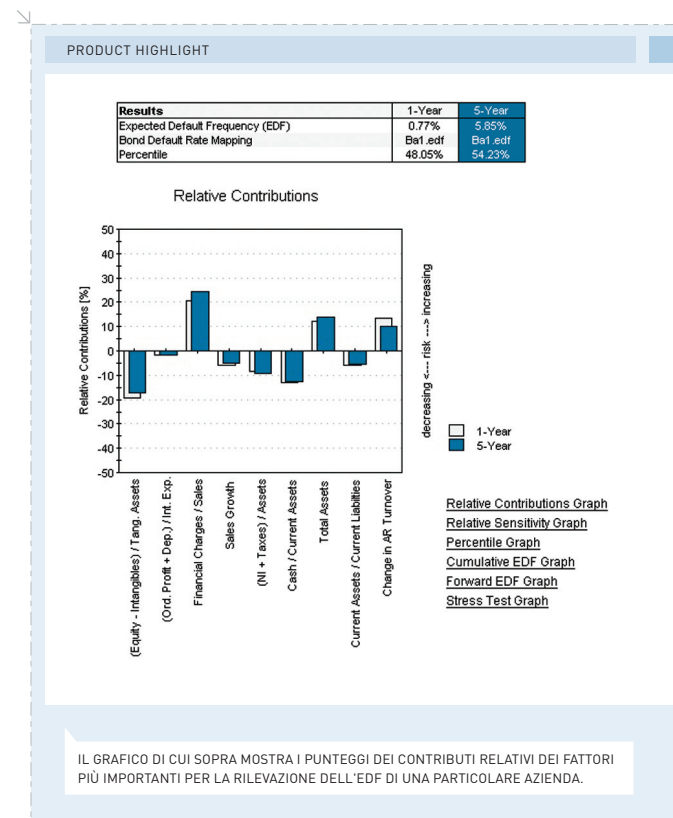 PRODUCT HIGHLIGHT
Results 1-Year 5-Year
Expected Default Frequency (EDF) 0.77% 5.85%
Bond Default Rate Mapping Ba1.edf Ba1.edf
Percentile 48.05% 54.23%
Relative Contributions
Relative Contributions [%]
50
40
30
20
10
0
-10
-20
-30
-40
-50
(Equity - Intangibles) / Tang. Assets
(Ord. Profit + Dep.) / Int. Exp.
Financial Charges / Sales
Sales Growth
(NI + Taxes) / Assets
Cash / Current Assets
Total Assets
Current Assets / Current Liabilties
Change in AR Turnover
decreasing <--- risk ---> increasing
1-Year
5-Year
Relative Contributions Graph
Relative Sensitivity Graph
Percentile Graph
Cumulative EDF Graph
Forward EDF Graph
Stress Test Graph
IL GRAFICO DI CUI SOPRA MOSTRA I PUNTEGGI DEI CONTRIBUTI RELATIVI DEI FATTORI
PIÙ IMPORTANTI PER LA RILEVAZIONE DELL'EDF DI UNA PARTICOLARE AZIENDA.